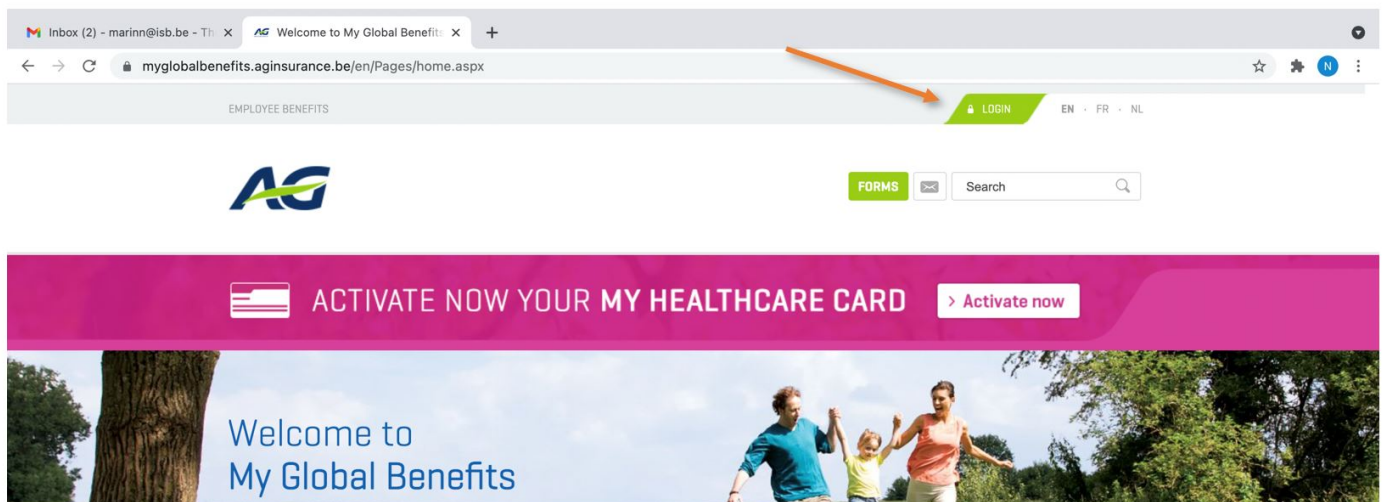 Inbox (2) - marinn@isb.be - Th
AG Welcome to My Global Benefit
myglobalbenefits.aginsurance.be/en/Pages/home.aspx
N
EMPLOYEE BENEFITS
LOGIN
EN · FR · NL
AG
FORMS
Search
ACTIVATE NOW YOUR MY HEALTHCARE CARD
> Activate now
Welcome to
My Global Benefits